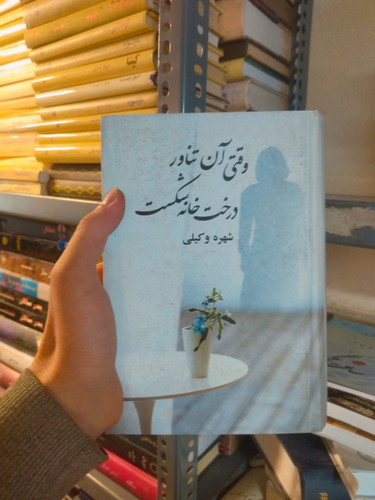 وقتی آن تناور
درخت خانه شکست
شهره وکیلی